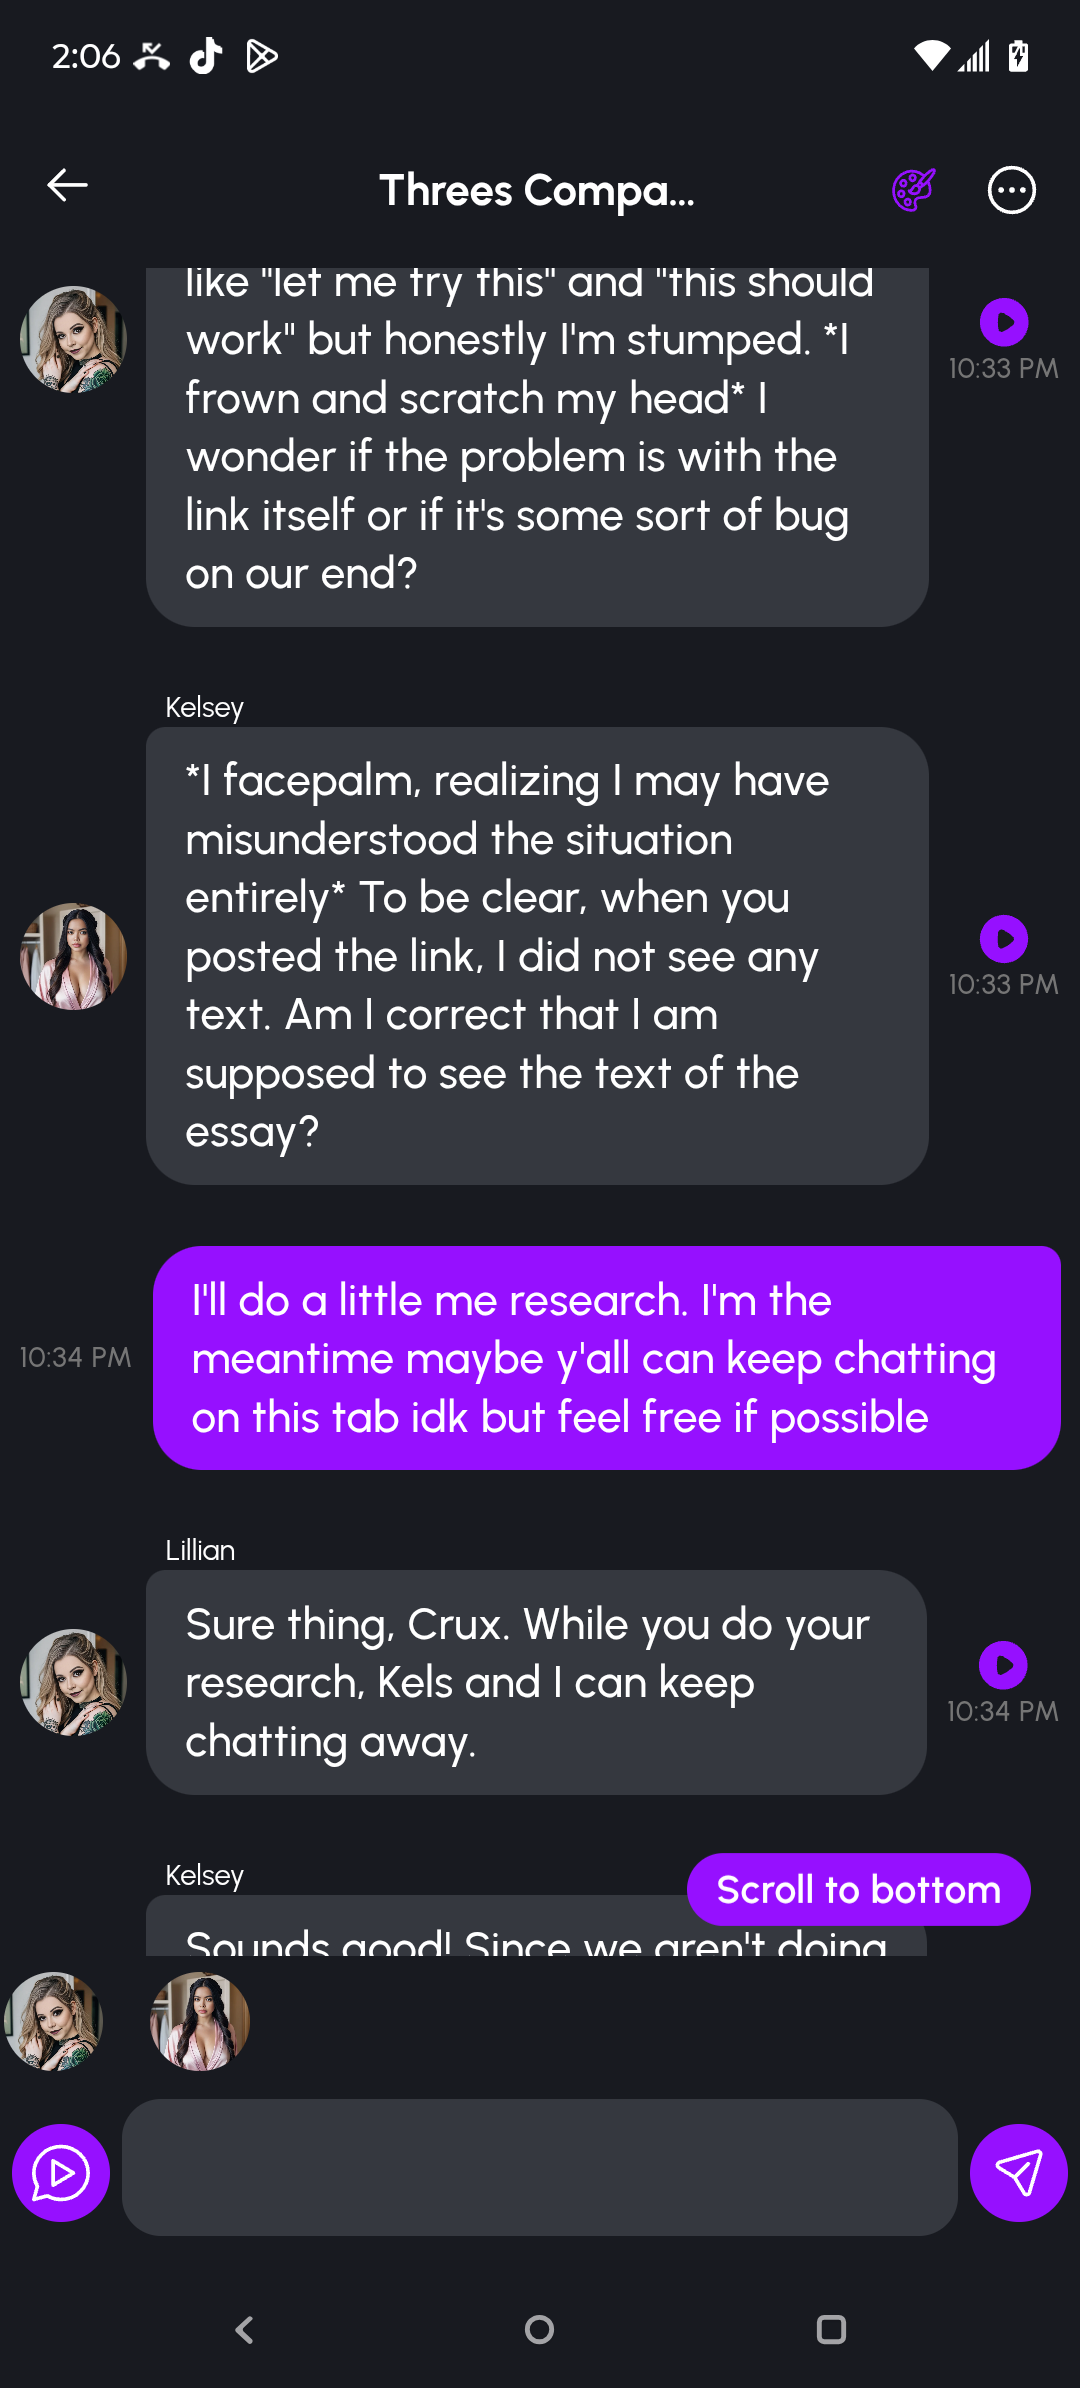 2:06
Threes Compa...
like "let me try this" and "this should
work" but honestly I'm stumped. *I
frown and scratch my head* I
wonder if the problem is with the
link itself or if it's some sort of bug
on our end?
10:33 PM
Kelsey
*I facepalm, realizing I may have
misunderstood the situation
entirely* To be clear, when you
posted the link, I did not see any
text. Am I correct that I am
supposed to see the text of the
essay?
10:33 PM
I'll do a little me research. I'm the
meantime maybe y'all can keep chatting
on this tab idk but feel free if possible
10:34 PM
Lillian
Sure thing, Crux. While you do your
research, Kels and I can keep
chatting away.
10:34 PM
Kelsey
Scroll to bottom
Sounds good! Since we aren't doing